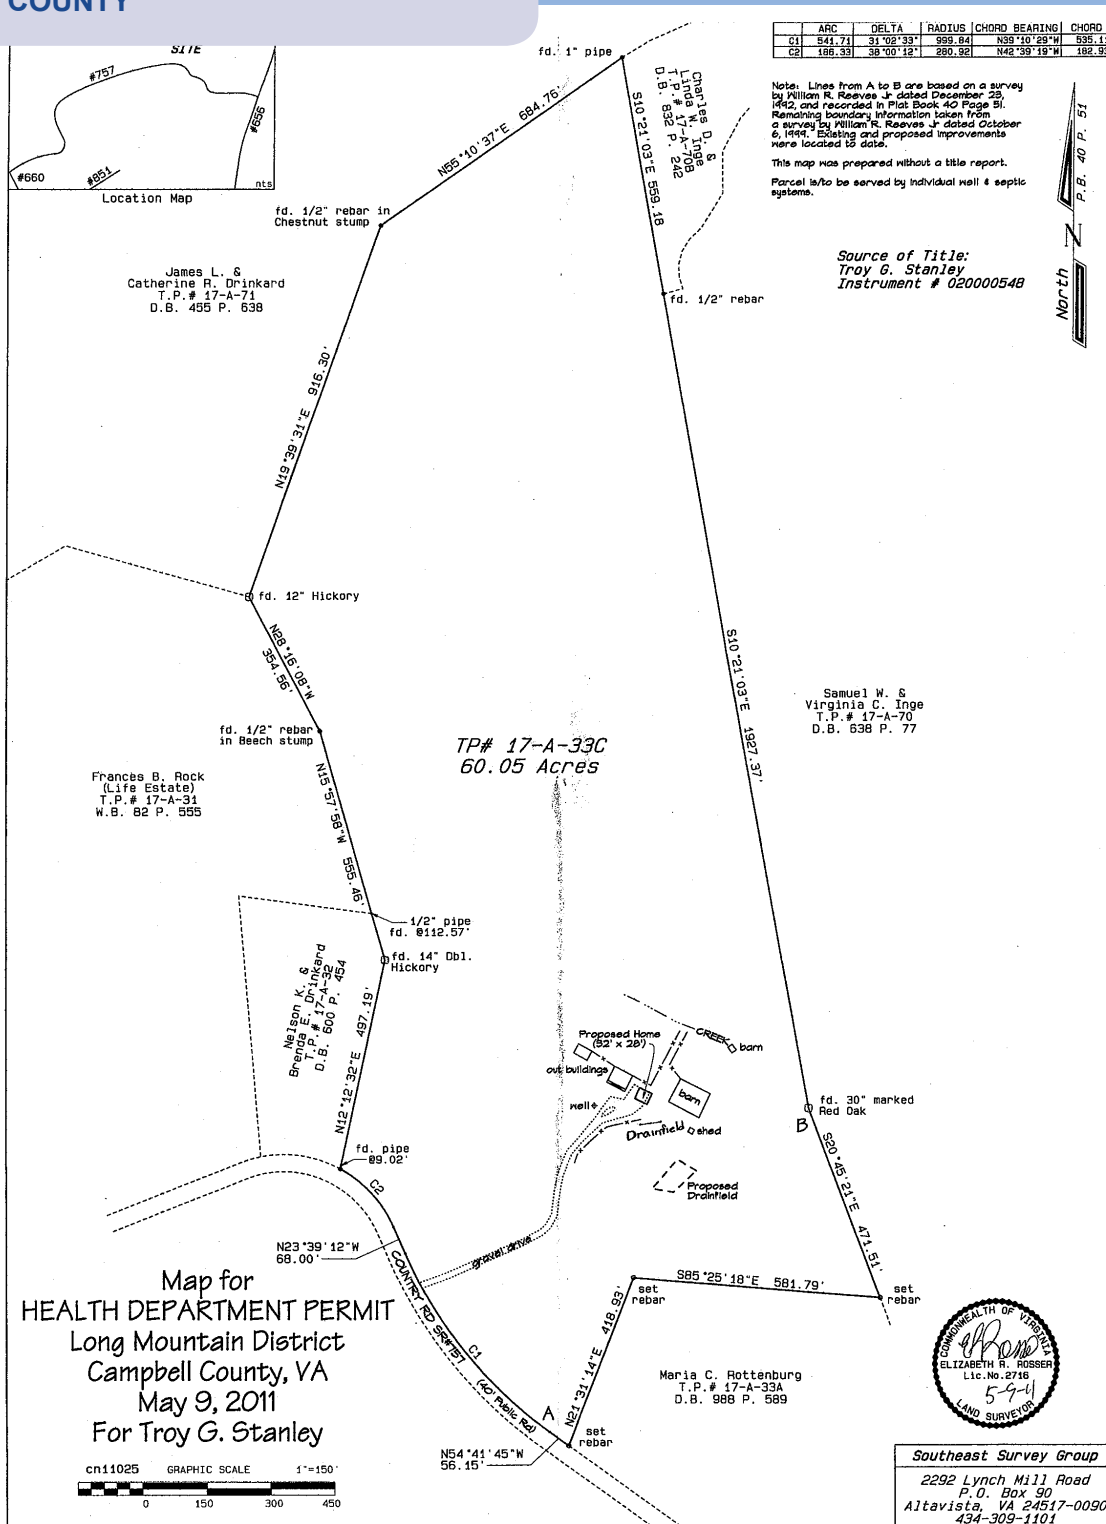 COUNTY
SITE
#757
#656
#660
#851
nts
Location Map
ARC DELTA RADIUS CHORD BEARING CHORD
C1 541.71 31°02'33" 999.84 N39°10'29"W 535.11
C2 186.33 38°00'12" 280.92 N42°39'19"W 182.93
Note: Lines from A to B are based on a survey
by William R. Reeves Jr dated December 23,
1992, and recorded in Plat Book 40 Page 51.
Remaining boundary information taken from
a survey by William R. Reeves Jr dated October
6, 1999. Existing and proposed improvements
were located to date.
This map was prepared without a title report.
Parcel is/to be served by individual well & septic
systems.
P.B. 40 P. 51
North
N
Source of Title:
Troy G. Stanley
Instrument # 020000548
fd. 1" pipe
N55°10'37"E 684.76'
S10°21'03"E 559.18
Charles D. &
Linda W. Inge
T.P.# 17-A-70B
D.B. 832 P. 242
fd. 1/2" rebar in
Chestnut stump
James L. &
Catherine R. Drinkard
T.P.# 17-A-71
D.B. 455 P. 638
fd. 1/2" rebar
N19°39'31"E 916.30'
fd. 12" Hickory
N28°16'08"W
354.56'
S10°21'03"E 1927.37'
Samuel W. &
Virginia C. Inge
T.P.# 17-A-70
D.B. 638 P. 77
fd. 1/2" rebar
in Beech stump
TP# 17-A-33C
60.05 Acres
Frances B. Rock
(Life Estate)
T.P.# 17-A-31
W.B. 82 P. 555
N15°57'58"W 555.46'
1/2" pipe
fd. @112.57'
fd. 14" Dbl.
Hickory
Nelson K. &
Brenda E. Drinkard
T.P.# 17-A-32
D.B. 600 P. 454
N12°12'32"E 497.19'
Proposed Home
(52' x 28')
CREEK
barn
out buildings
barn
well
Drainfield
shed
Proposed
Drainfield
fd. 30" marked
Red Oak
B
S20°45'21"E 471.51'
fd. pipe
@9.02'
C2
N23°39'12"W
68.00'
gravel drive
COUNTRY RD SR#757
(40' Public Rd)
C1
S85°25'18"E 581.79'
set
rebar
set
rebar
N21°31'14"E 418.93'
A
set
rebar
N54°41'45"W
56.15'
Maria C. Rottenburg
T.P.# 17-A-33A
D.B. 988 P. 589
Map for
HEALTH DEPARTMENT PERMIT
Long Mountain District
Campbell County, VA
May 9, 2011
For Troy G. Stanley
cn11025 GRAPHIC SCALE 1"=150'
0 150 300 450
COMMONWEALTH OF VIRGINIA
ELIZABETH R. ROSSER
Lic.No.2716
5-9-11
LAND SURVEYOR
Southeast Survey Group
2292 Lynch Mill Road
P.O. Box 90
Altavista, VA 24517-0090
434-309-1101